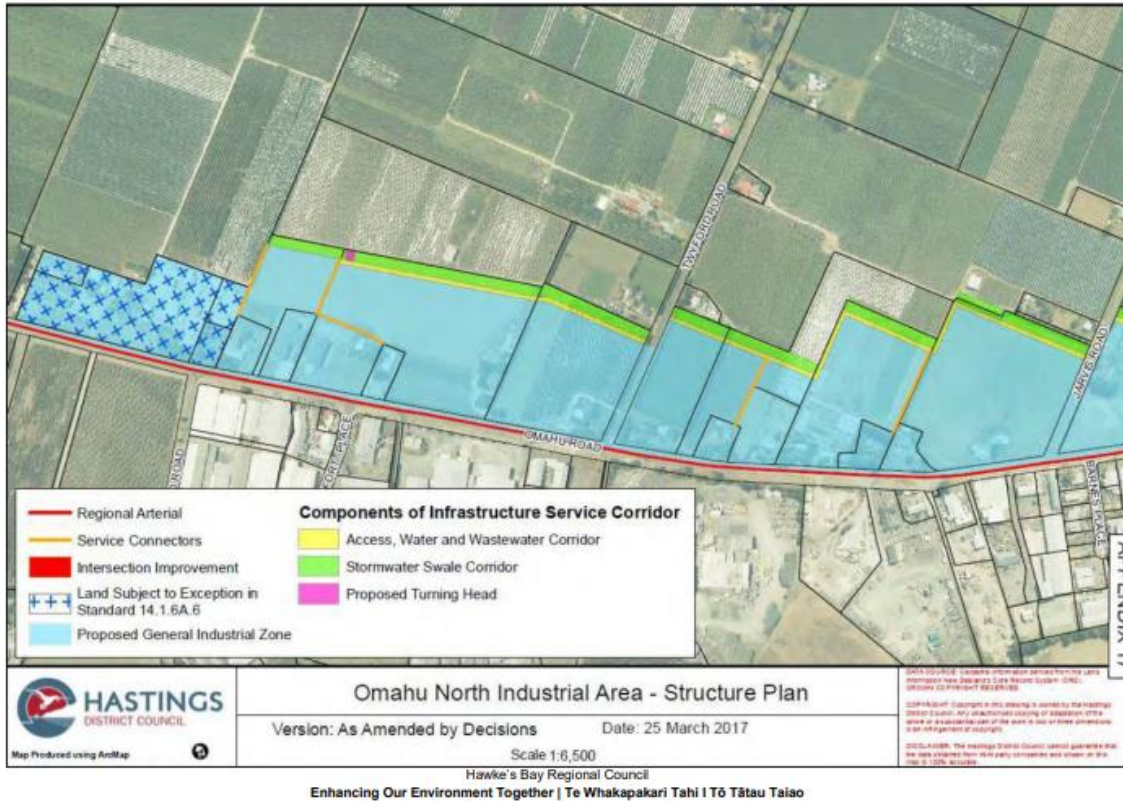 TWYFORD ROAD
JARVIS ROAD
OMAHU ROAD
PLACE
ROAD
APPENDIX 17
Regional Arterial
Service Connectors
Intersection Improvement
Land Subject to Exception in
Standard 14.1.6A.6
Proposed General Industrial Zone
Components of Infrastructure Service Corridor
Access, Water and Wastewater Corridor
Stormwater Swale Corridor
Proposed Turning Head
HASTINGS
DISTRICT COUNCIL
Map Produced using ArcMap
Omahu North Industrial Area - Structure Plan
Version: As Amended by Decisions
Date: 25 March 2017
Scale 1:6,500
Hawke's Bay Regional Council
Enhancing Our Environment Together | Te Whakapakari Tahi I Tō Tātau Taiao